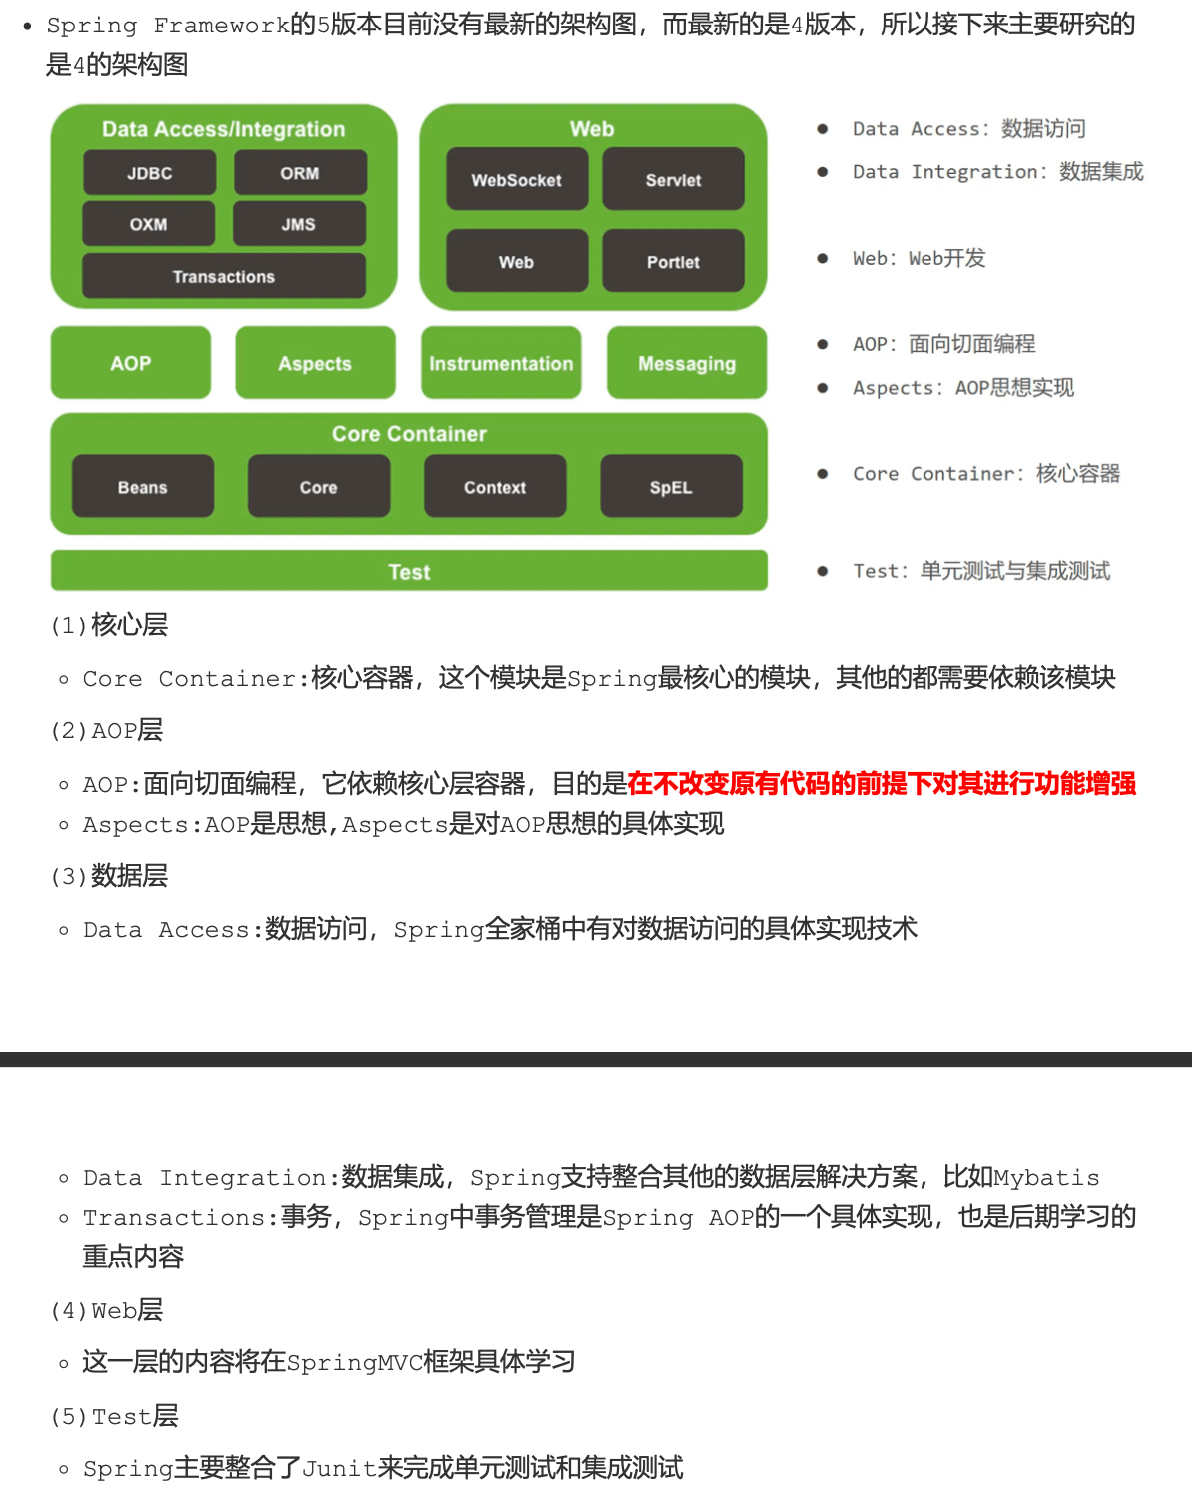 Spring Framework的5版本目前没有最新的架构图，而最新的是4版本，所以接下来主要研究的
是4的架构图
Data Access/Integration
JDBC
ORM
OXM
JMS
Transactions
Web
WebSocket
Servlet
Web
Portlet
AOP
Aspects
Instrumentation
Messaging
Core Container
Beans
Core
Context
SpEL
Test
● Data Access：数据访问
● Data Integration：数据集成
● Web：Web开发
● AOP：面向切面编程
● Aspects：AOP思想实现
● Core Container：核心容器
● Test：单元测试与集成测试
(1)核心层
Core Container:核心容器，这个模块是Spring最核心的模块，其他的都需要依赖该模块
(2)AOP层
AOP:面向切面编程，它依赖核心层容器，目的是在不改变原有代码的前提下对其进行功能增强
Aspects:AOP是思想,Aspects是对AOP思想的具体实现
(3)数据层
Data Access:数据访问，Spring全家桶中有对数据访问的具体实现技术
Data Integration:数据集成，Spring支持整合其他的数据层解决方案，比如Mybatis
Transactions:事务，Spring中事务管理是Spring AOP的一个具体实现，也是后期学习的
重点内容
(4)Web层
这一层的内容将在SpringMVC框架具体学习
(5)Test层
Spring主要整合了Junit来完成单元测试和集成测试